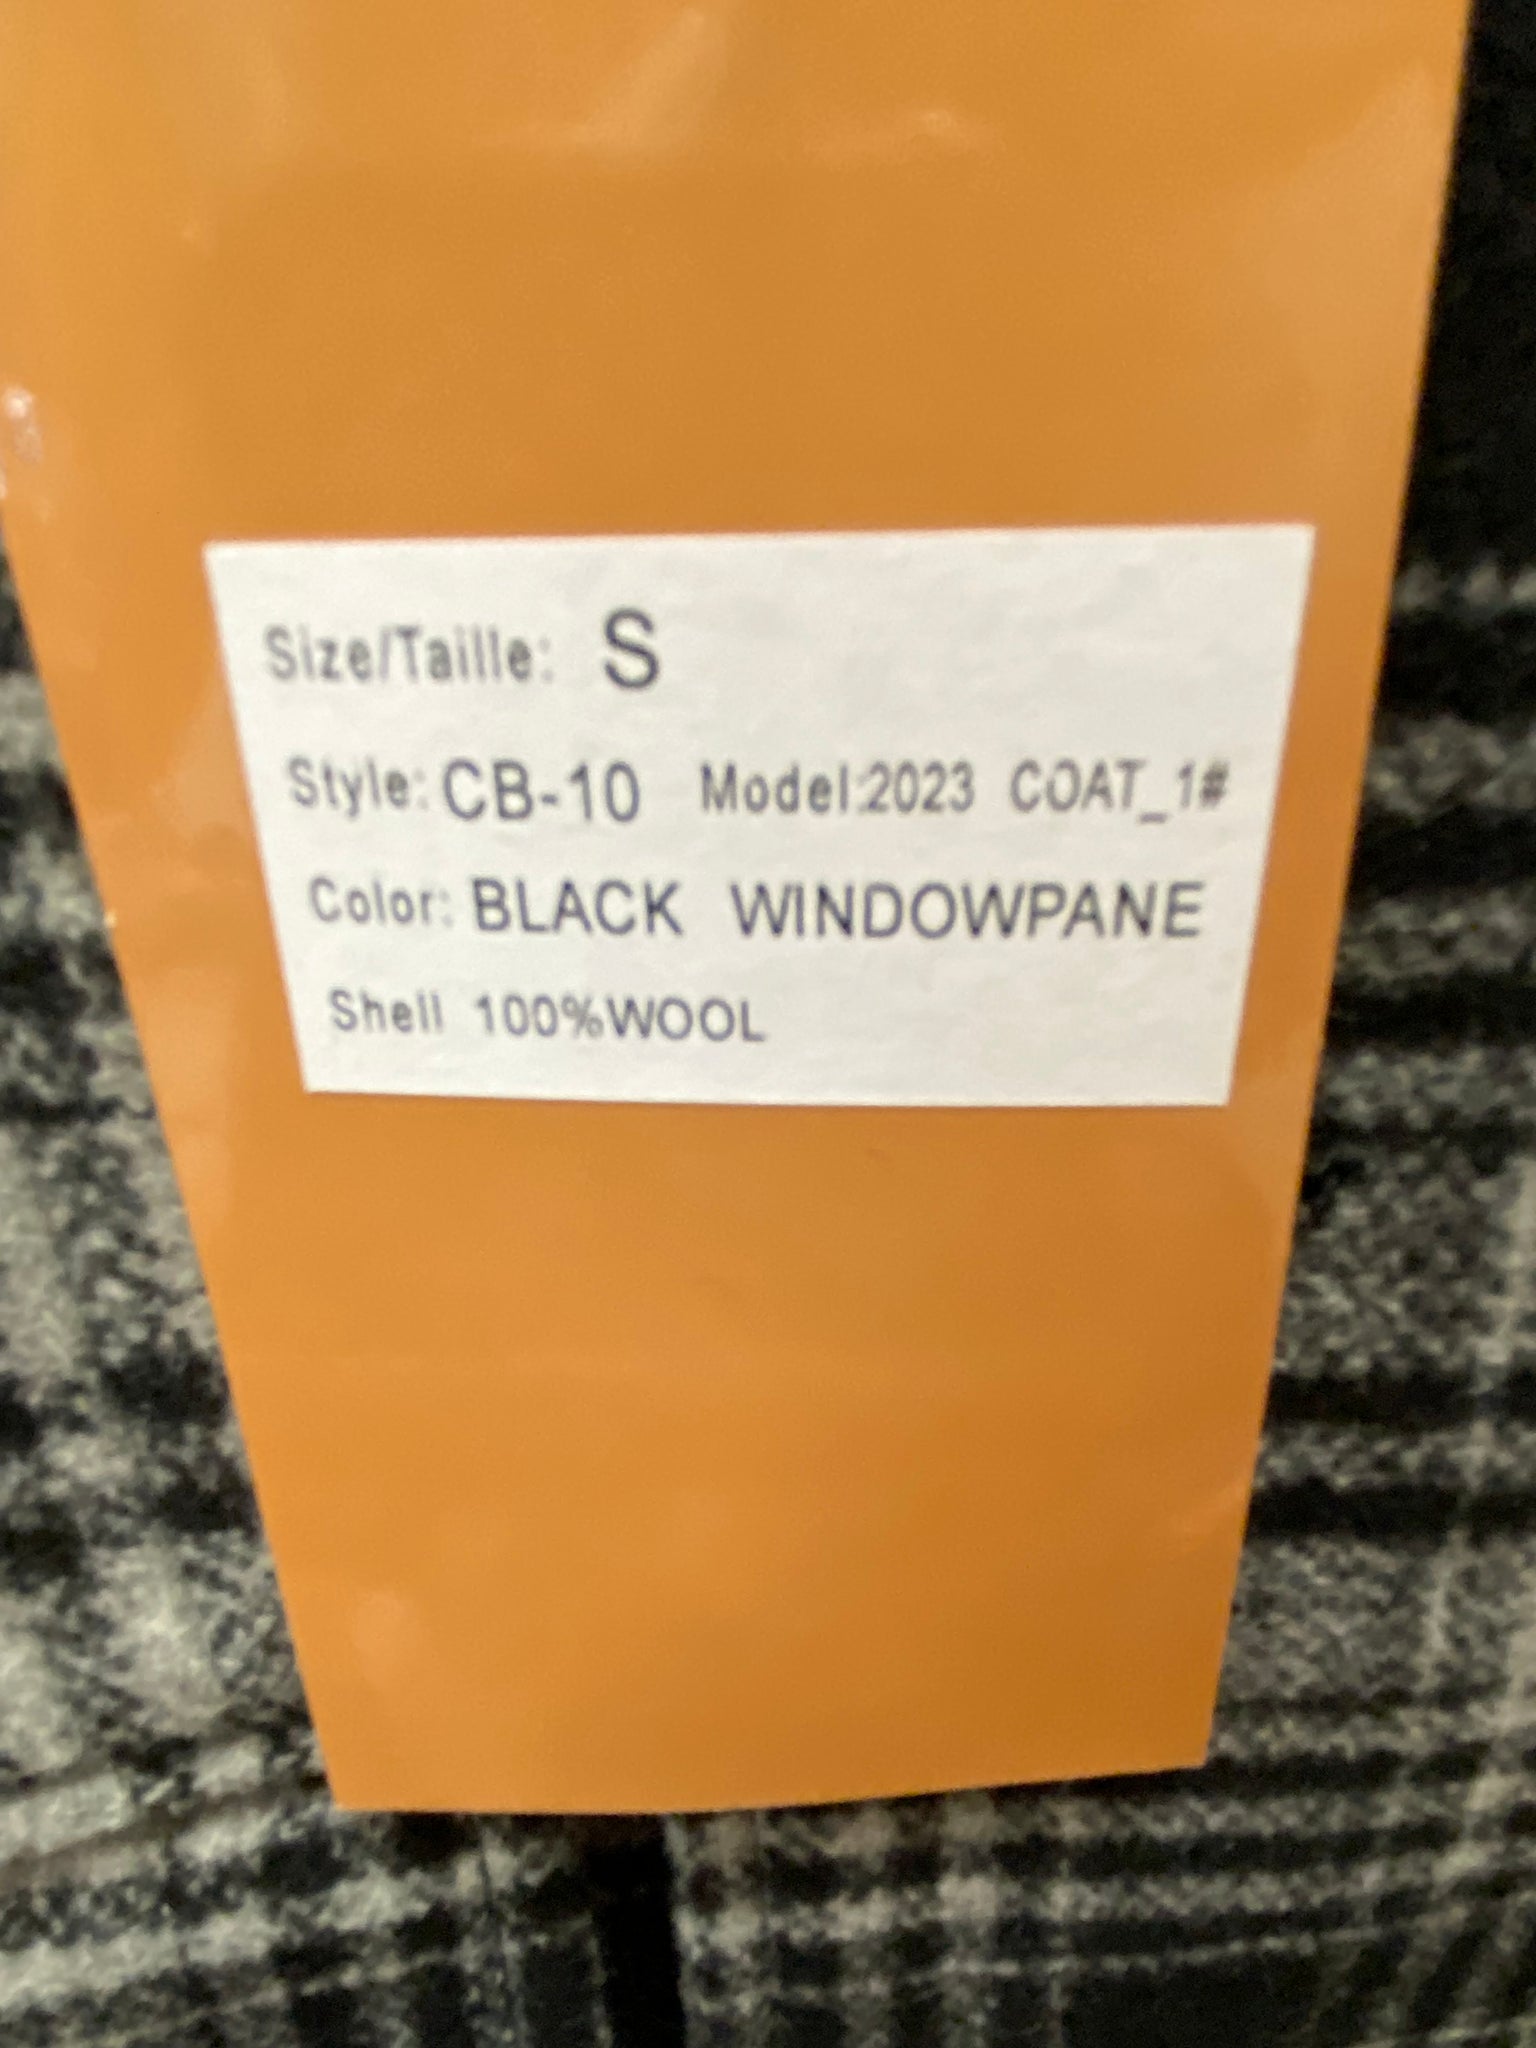 Size/Taille: S
Style: CB-10 Model:2023 COAT_1#
Color: BLACK WINDOWPANE
Shell 100%WOOL